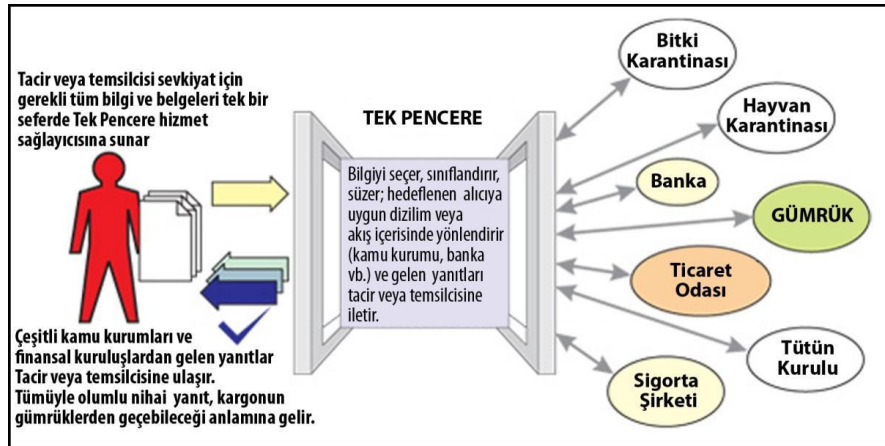 Tacir veya temsilcisi sevkiyat için
gerekli tüm bilgi ve belgeleri tek bir
seferde Tek Pencere hizmet
sağlayıcısına sunar
TEK PENCERE
Bilgiyi seçer, sınıflandırır,
süzer; hedeflenen alıcıya
uygun dizilim veya
akış içerisinde yönlendirir
(kamu kurumu, banka
vb.) ve gelen yanıtları
tacir veya temsilcisine
iletir.
Çeşitli kamu kurumları ve
finansal kuruluşlardan gelen yanıtlar
Tacir veya temsilcisine ulaşır.
Tümüyle olumlu nihai yanıt, kargonun
gümrüklerden geçebileceği anlamına gelir.
Bitki
Karantinası
Hayvan
Karantinası
Banka
GÜMRÜK
Ticaret
Odası
Tütün
Kurulu
Sigorta
Şirketi